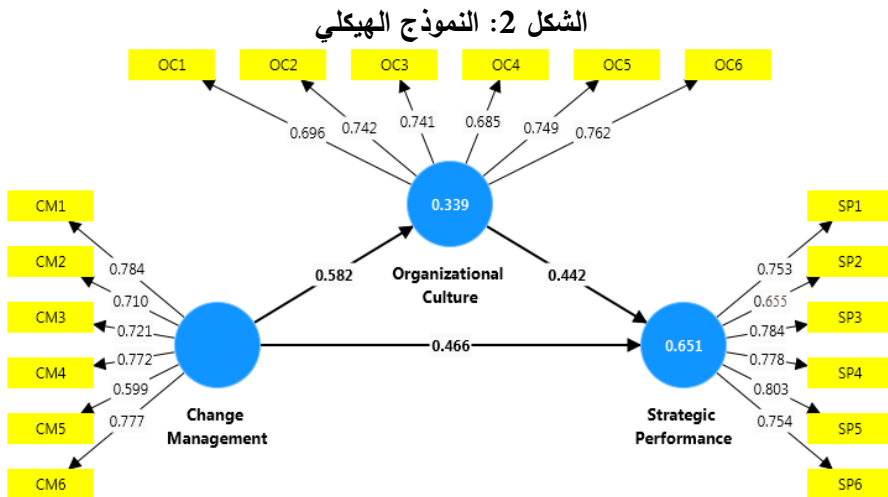 الشكل 2: النموذج الهيكلي
OC1 OC2 OC3 OC4 OC5 OC6
0.696 0.742 0.741 0.685 0.749 0.762
0.339
Organizational
Culture
CM1
CM2
CM3
CM4
CM5
CM6
0.784
0.710
0.721
0.772
0.599
0.777
Change
Management
0.582
0.442
0.466
0.651
Strategic
Performance
0.753
0.655
0.784
0.778
0.803
0.754
SP1
SP2
SP3
SP4
SP5
SP6